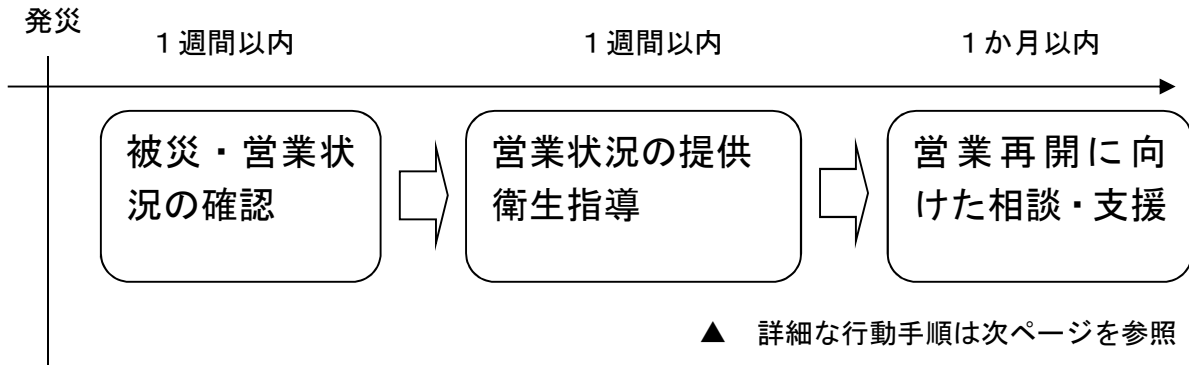 発災
１週間以内
１週間以内
１か月以内
被災・営業状
況の確認
営業状況の提供
衛生指導
営業再開に向
けた相談・支援
▲　詳細な行動手順は次ページを参照